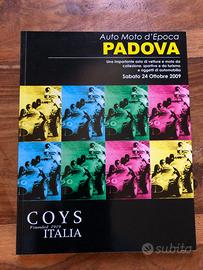 Auto Moto d'Epoca
PADOVA
Una importante asta di vetture e moto da
collezione, sportive e da turismo
e oggetti di automobilia
Sabato 24 Ottobre 2009
COYS
Founded 1919
ITALIA
subito